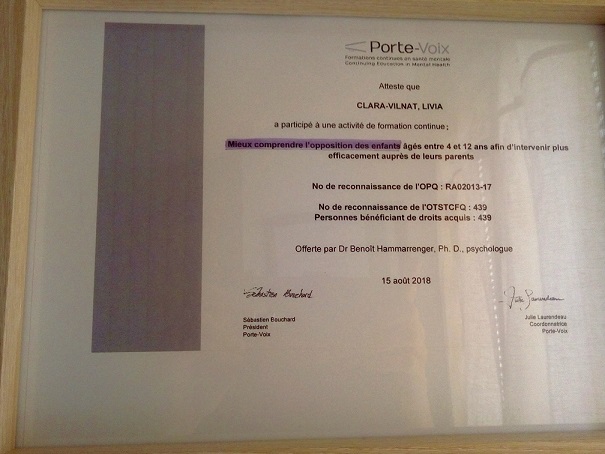 Porte-Voix
Formations continues en santé mentale
Continuing Education in Mental Health
Atteste que
CLARA-VILNAT, LIVIA
a participé à une activité de formation continue ;
Mieux comprendre l'opposition des enfants âgés entre 4 et 12 ans afin d'intervenir plus
efficacement auprès de leurs parents
No de reconnaissance de l'OPQ : RA02013-17
No de reconnaissance de l'OTSTCFQ : 439
Personnes bénéficiant de droits acquis : 439
Offerte par Dr Benoît Hammarrenger, Ph. D., psychologue
15 août 2018
Sébastien Bouchard
Julie Laurendeau
Sébastien Bouchard
Président
Porte-Voix
Julie Laurendeau
Coordonnatrice
Porte-Voix